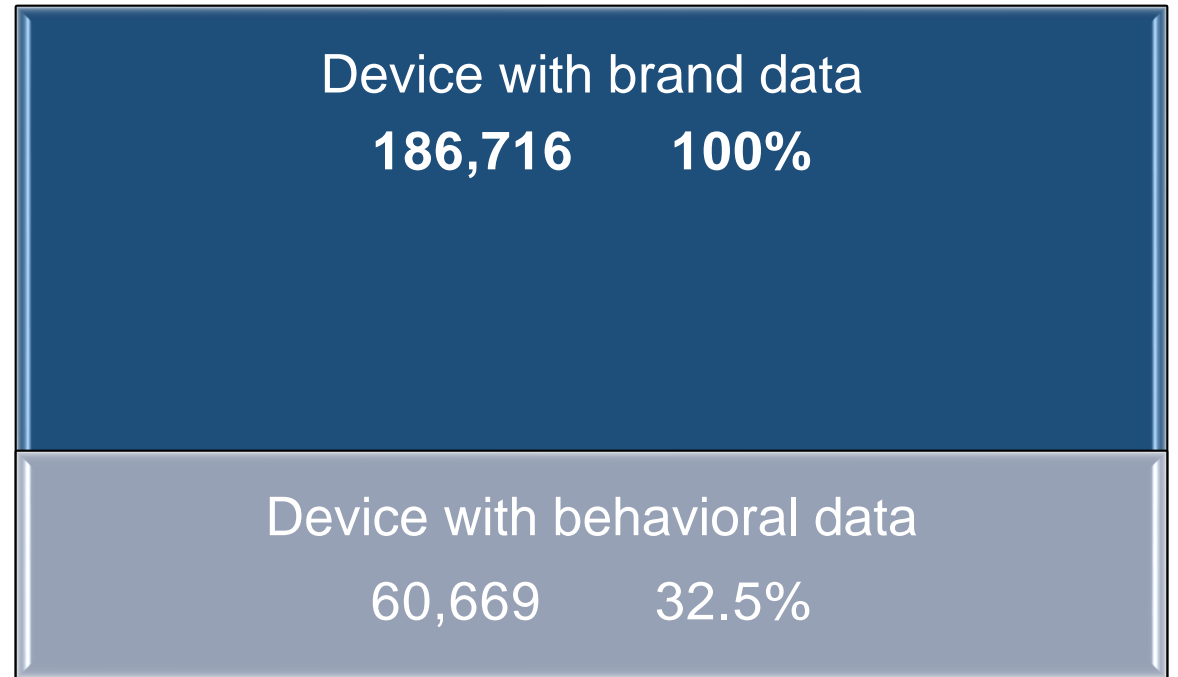 Device with brand data
186,716 100%
Device with behavioral data
60,669 32.5%